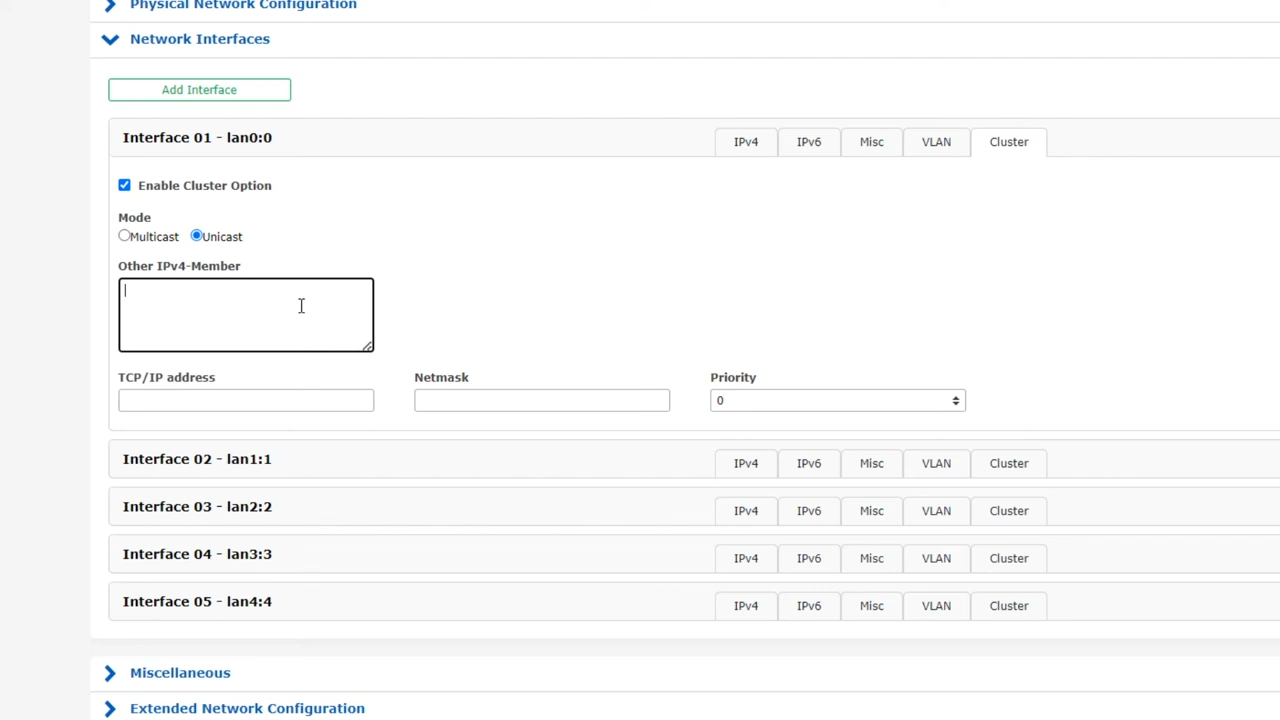 Physical Network Configuration
Network Interfaces
Add Interface
Interface 01 - lan0:0 IPv4 IPv6 Misc VLAN Cluster
Enable Cluster Option
Mode
Multicast Unicast
Other IPv4-Member
TCP/IP address Netmask Priority
0
Interface 02 - lan1:1 IPv4 IPv6 Misc VLAN Cluster
Interface 03 - lan2:2 IPv4 IPv6 Misc VLAN Cluster
Interface 04 - lan3:3 IPv4 IPv6 Misc VLAN Cluster
Interface 05 - lan4:4 IPv4 IPv6 Misc VLAN Cluster
Miscellaneous
Extended Network Configuration